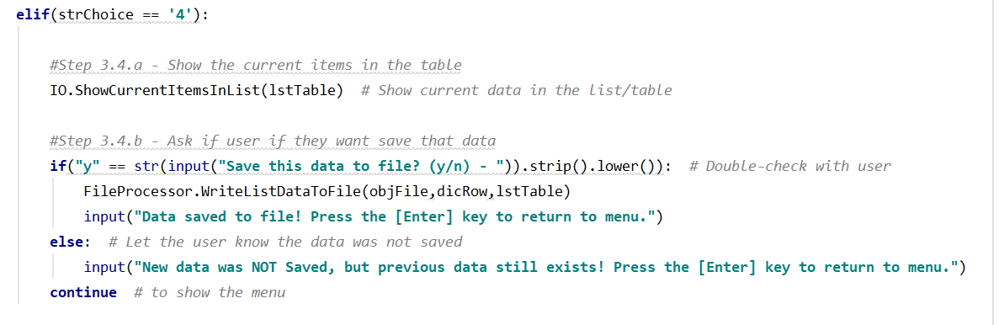 elif(strChoice == '4'):
#Step 3.4.a - Show the current items in the table
IO.ShowCurrentItemsInList(lstTable)  # Show current data in the list/table
#Step 3.4.b - Ask if user if they want save that data
if("y" == str(input("Save this data to file? (y/n) - ")).strip().lower()):  # Double-check with user
FileProcessor.WriteListDataToFile(objFile,dicRow,lstTable)
input("Data saved to file! Press the [Enter] key to return to menu.")
else:  # Let the user know the data was not saved
input("New data was NOT Saved, but previous data still exists! Press the [Enter] key to return to menu.")
continue  # to show the menu